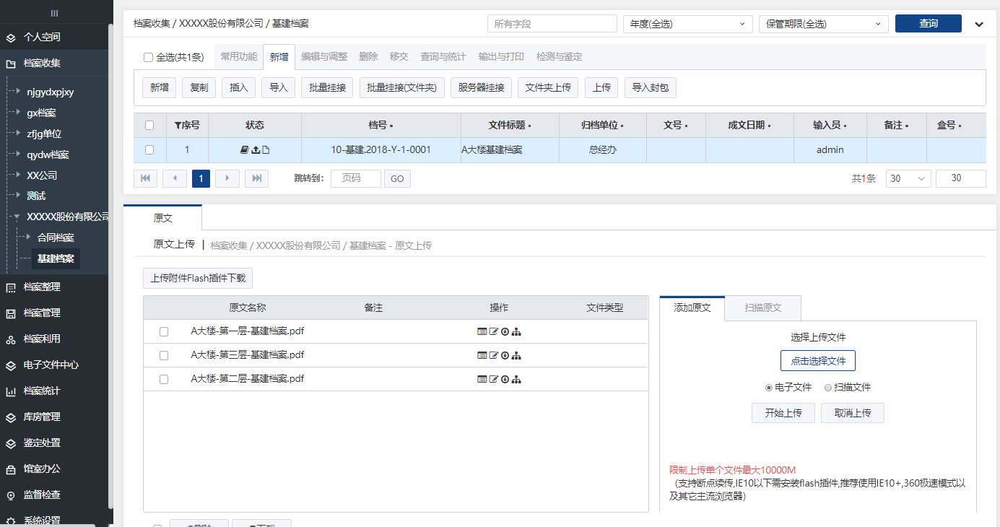 个人空间
档案收集
njgydxpjxy
gx档案
zfjg单位
qydw档案
XX公司
测试
XXXXX股份有限公司
合同档案
基建档案
档案整理
档案管理
档案利用
电子文件中心
档案统计
库房管理
鉴定处置
馆室办公
监督检查
系统设置
档案收集 / XXXXX股份有限公司 / 基建档案
所有字段
年度(全选)
保管期限(全选)
查询
全选(共1条)
常用功能 新增 编辑与调整 删除 移交 查询与统计 输出与打印 检测与鉴定
新增 复制 插入 导入 批量挂接 批量挂接(文件夹) 服务器挂接 文件夹上传 上传 导入封包
序号 状态 档号 文件标题 归档单位 文号 成文日期 输入员 备注 盒号
1 10-基建.2018-Y-1-0001 A大楼基建档案 总经办 admin
1 跳转到: 页码 GO 共1条 30 30
原文
原文上传 | 档案收集 / XXXXX股份有限公司 / 基建档案 - 原文上传
上传附件Flash插件下载
原文名称 备注 操作 文件类型
A大楼-第一层-基建档案.pdf
A大楼-第三层-基建档案.pdf
A大楼-第二层-基建档案.pdf
添加原文 扫描原文
选择上传文件
点击选择文件
电子文件 扫描文件
开始上传 取消上传
限制上传单个文件最大10000M
（支持断点续传,IE10以下需安装flash插件,推荐使用IE10+,360极速模式以
及其它主流浏览器）